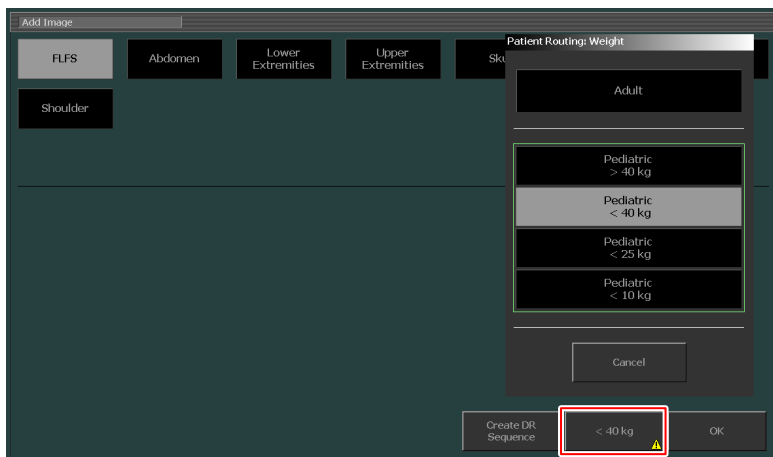 Add Image
Patient Routing: Weight
FLFS
Abdomen
Lower
Extremities
Upper
Extremities
Sku
Adult
Shoulder
Pediatric
> 40 kg
Pediatric
< 40 kg
Pediatric
< 25 kg
Pediatric
< 10 kg
Cancel
Create DR
Sequence
< 40 kg
OK